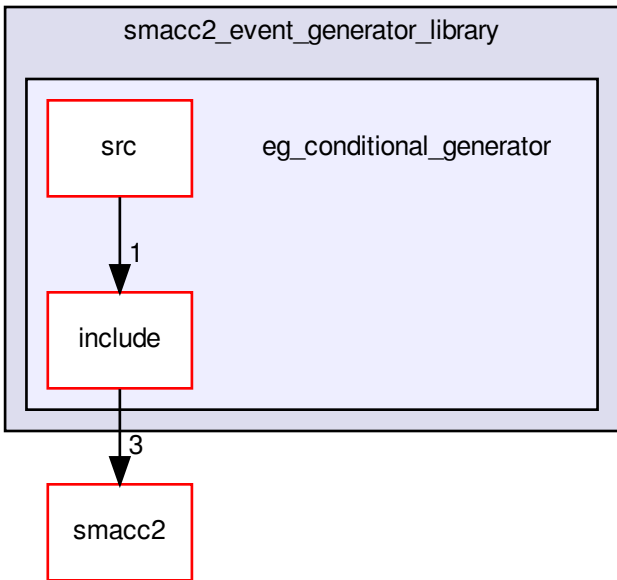 smacc2_event_generator_library
src
eg_conditional_generator
1
include
3
smacc2